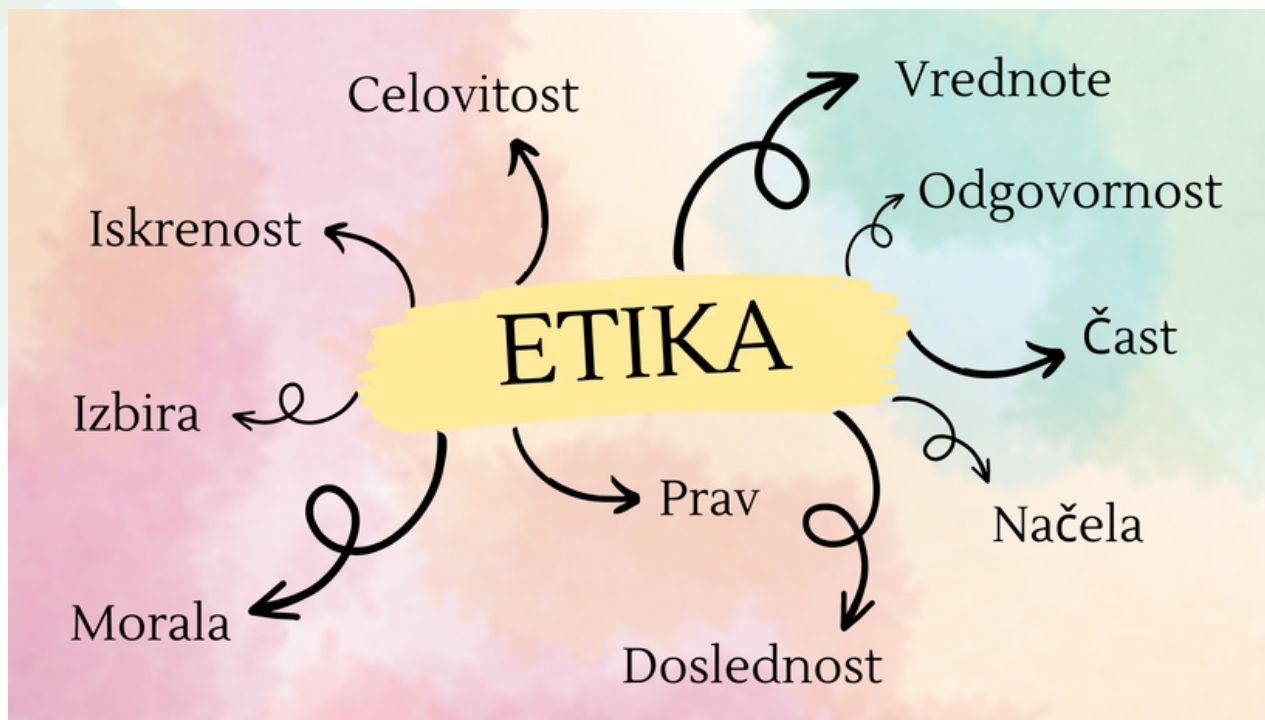 Celovitost
Vrednote
Odgovornost
Iskrenost
ETIKA
Čast
Izbira
Prav
Načela
Morala
Doslednost